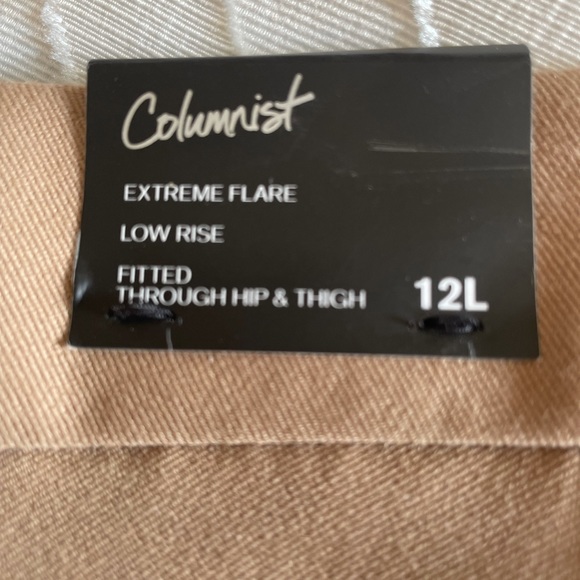 Columnist
EXTREME FLARE
LOW RISE
FITTED
THROUGH HIP & THIGH 12L